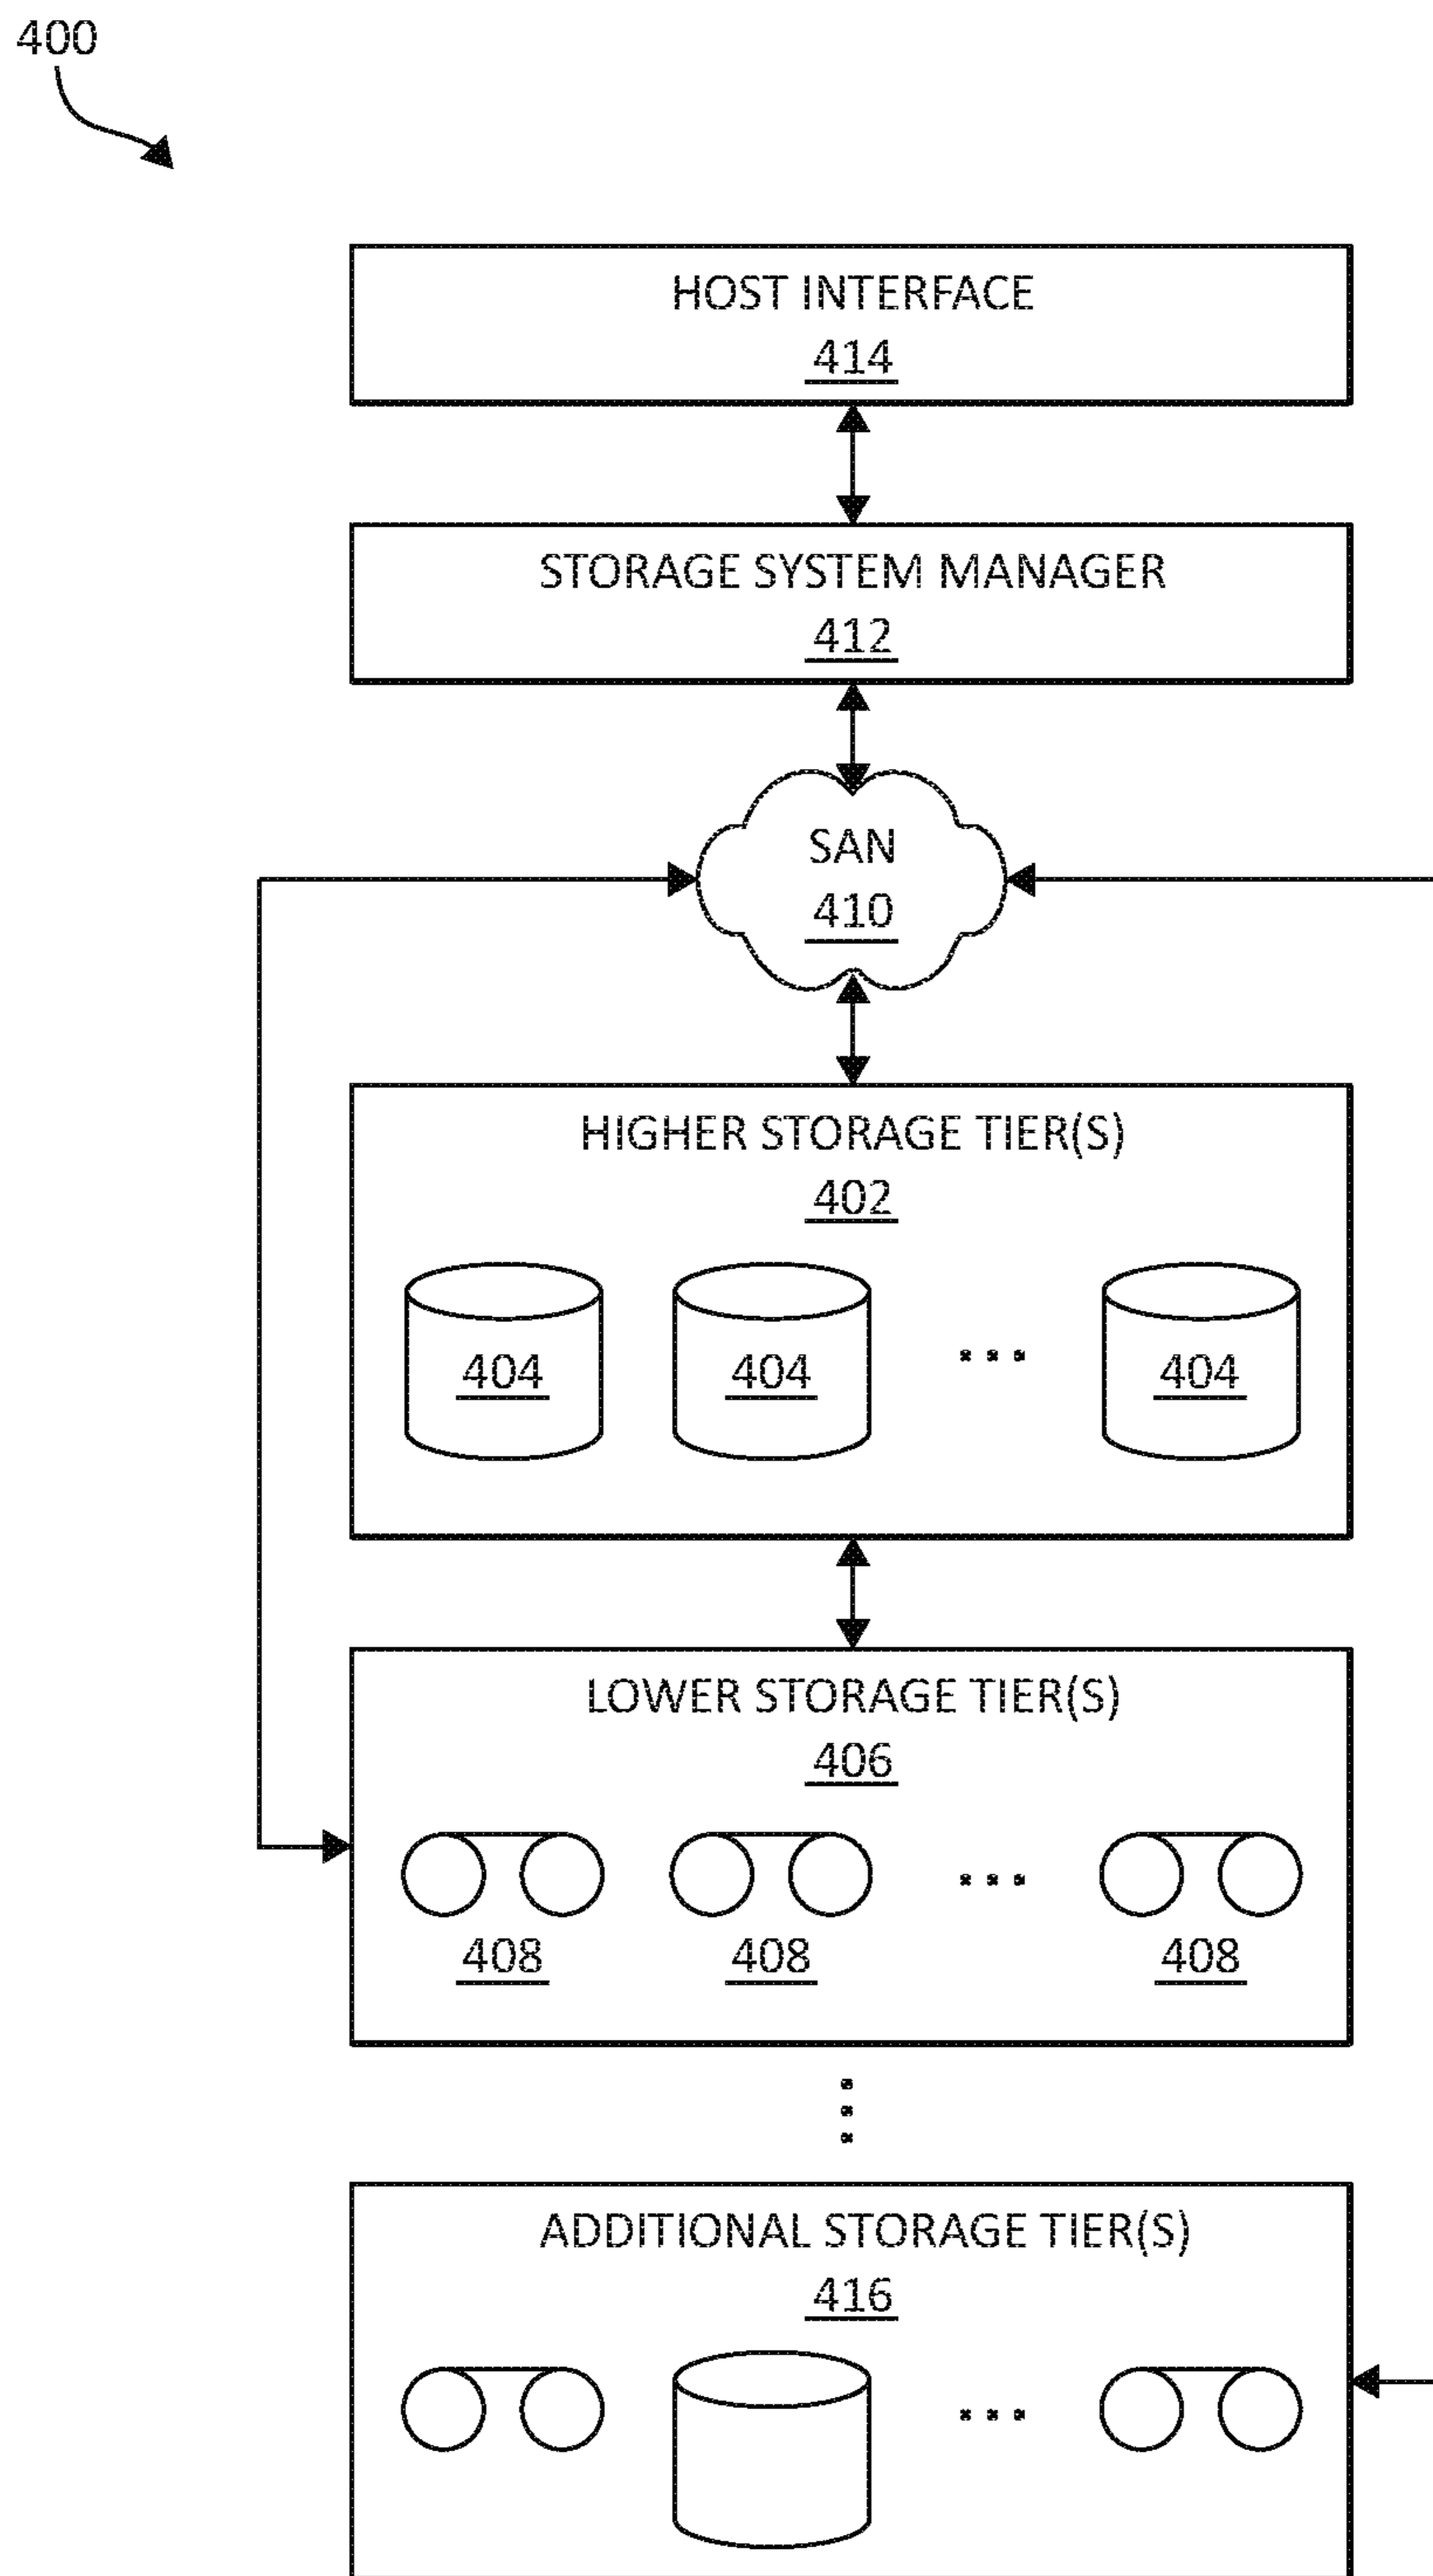 400
HOST INTERFACE
414
STORAGE SYSTEM MANAGER
412
SAN
410
HIGHER STORAGE TIER(S)
402
404 404 ... 404
LOWER STORAGE TIER(S)
406
...
408 408 408
ADDITIONAL STORAGE TIER(S)
416
...